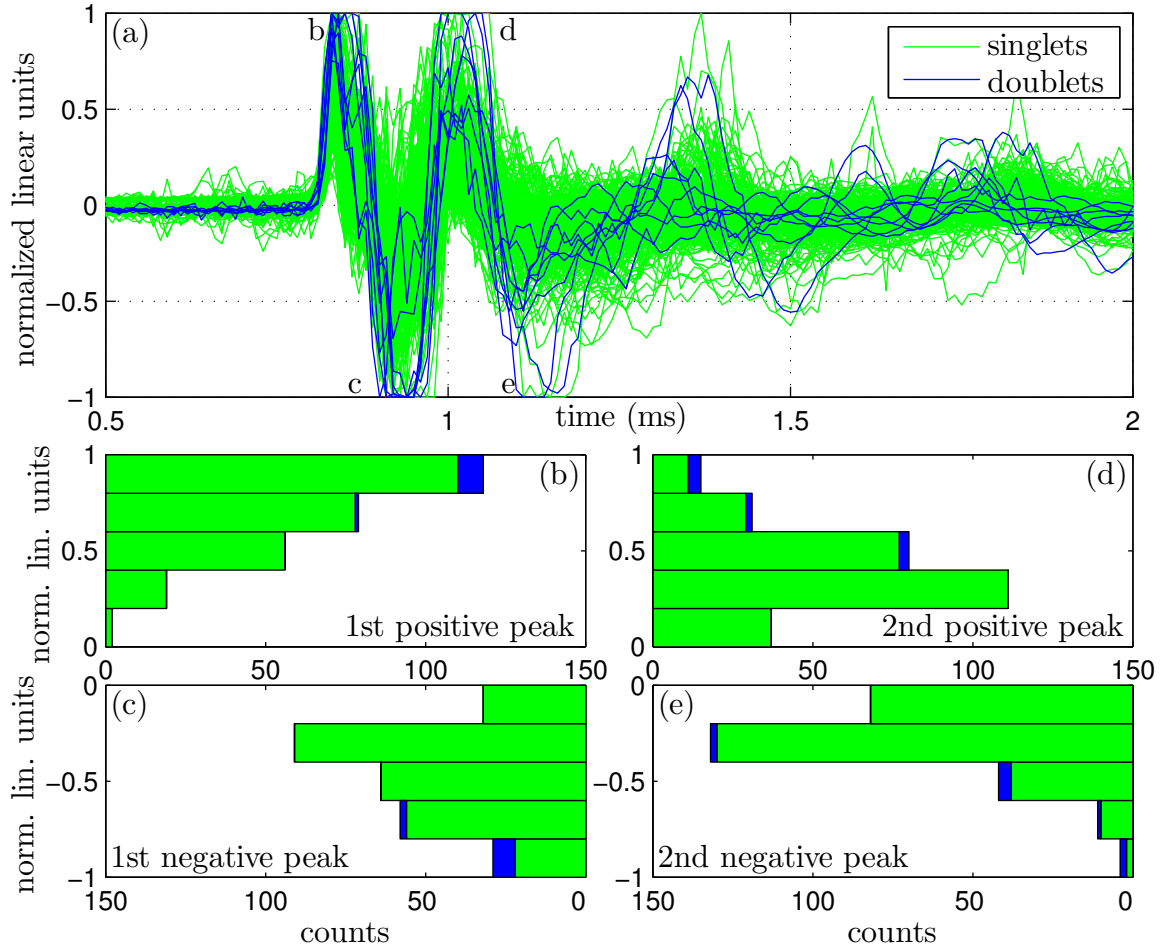 (a)
b
d
c
e
singlets
doublets
normalized linear units
1
0.5
0
−0.5
−1
0.5
1
1.5
2
time (ms)
norm. lin. units
1
0.5
0
(b)
1st positive peak
0
50
100
150
1
0.5
0
(d)
2nd positive peak
0
50
100
150
norm. lin. units
0
−0.5
−1
(c)
1st negative peak
150
100
50
0
counts
0
−0.5
−1
(e)
2nd negative peak
150
100
50
0
counts